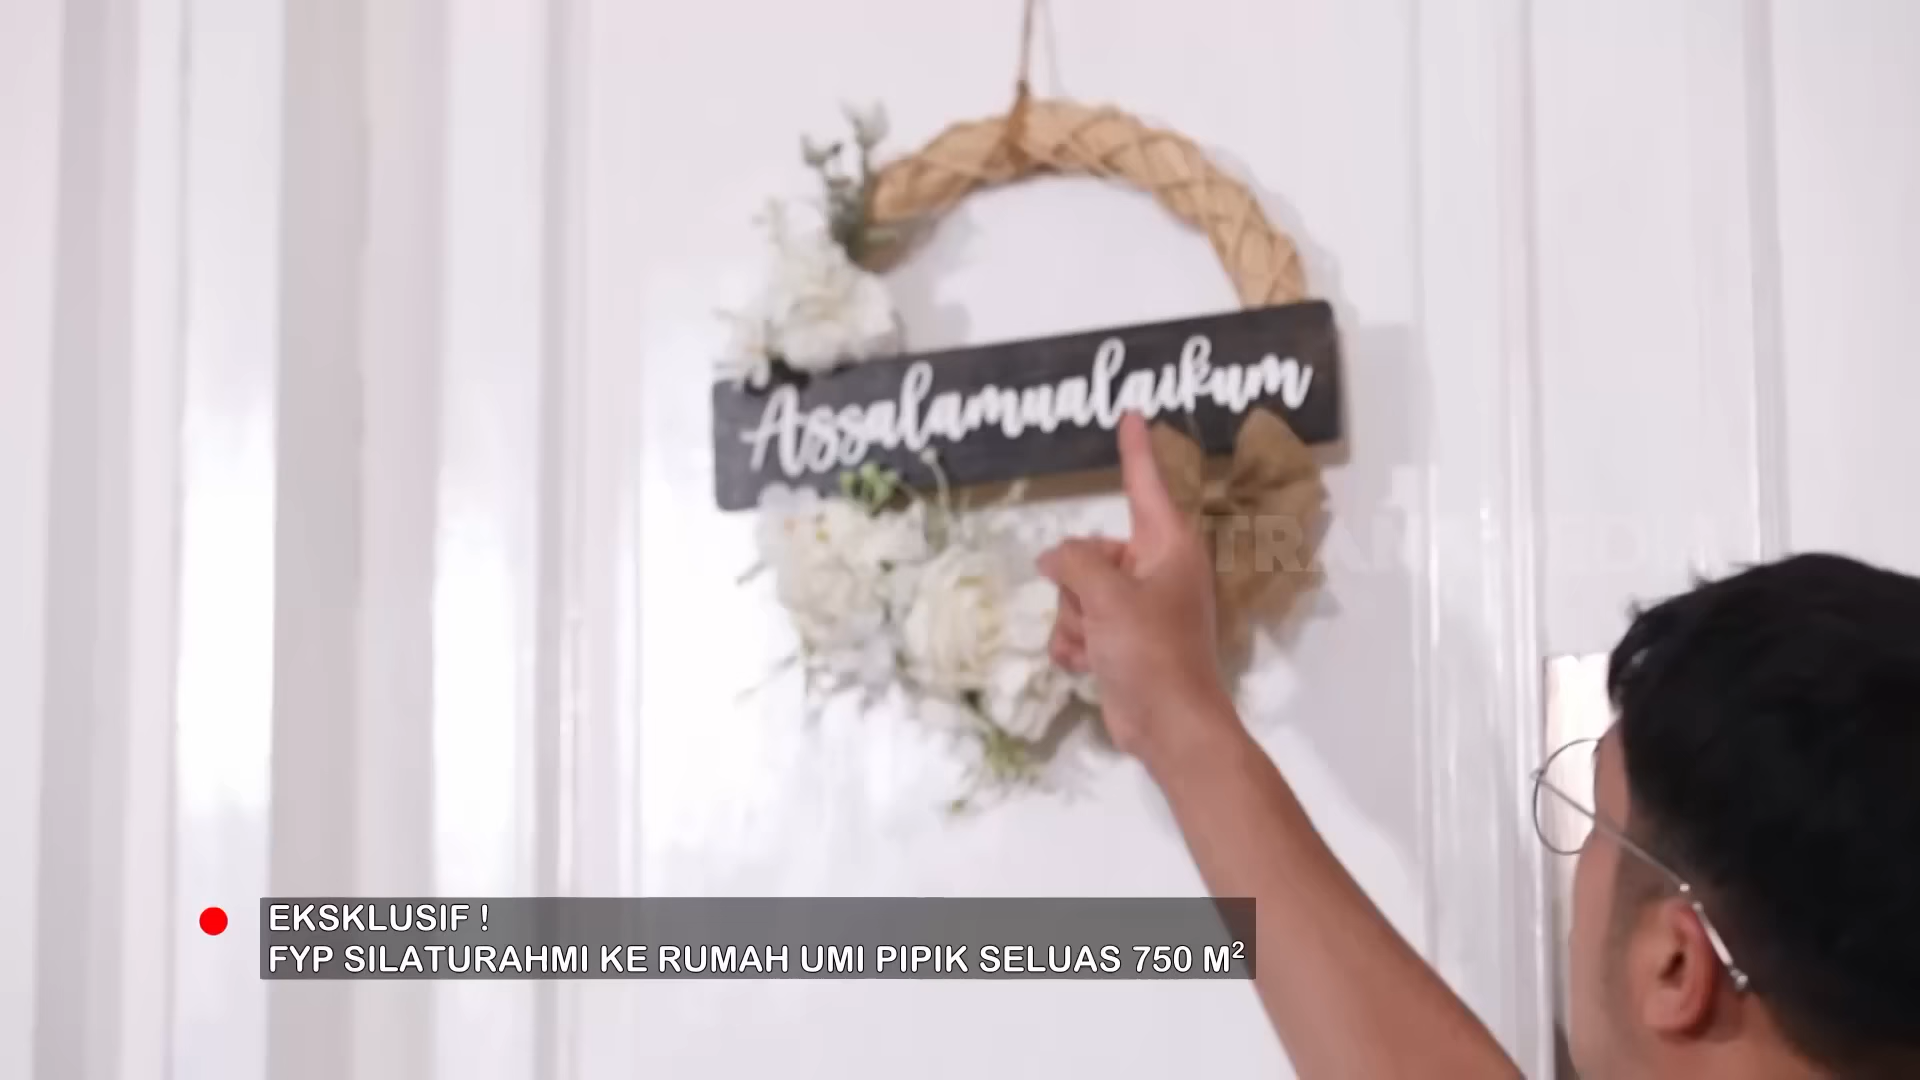 Assalamualaikum
EKSKLUSIF !
FYP SILATURAHMI KE RUMAH UMI PIPIK SELUAS 750 M²